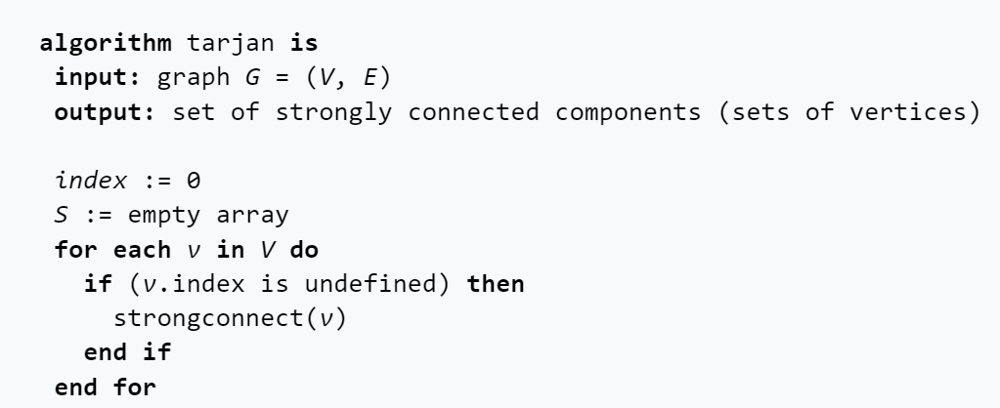 algorithm tarjan is
input: graph G = (V, E)
output: set of strongly connected components (sets of vertices)
index := 0
S := empty array
for each v in V do
if (v.index is undefined) then
strongconnect(v)
end if
end for